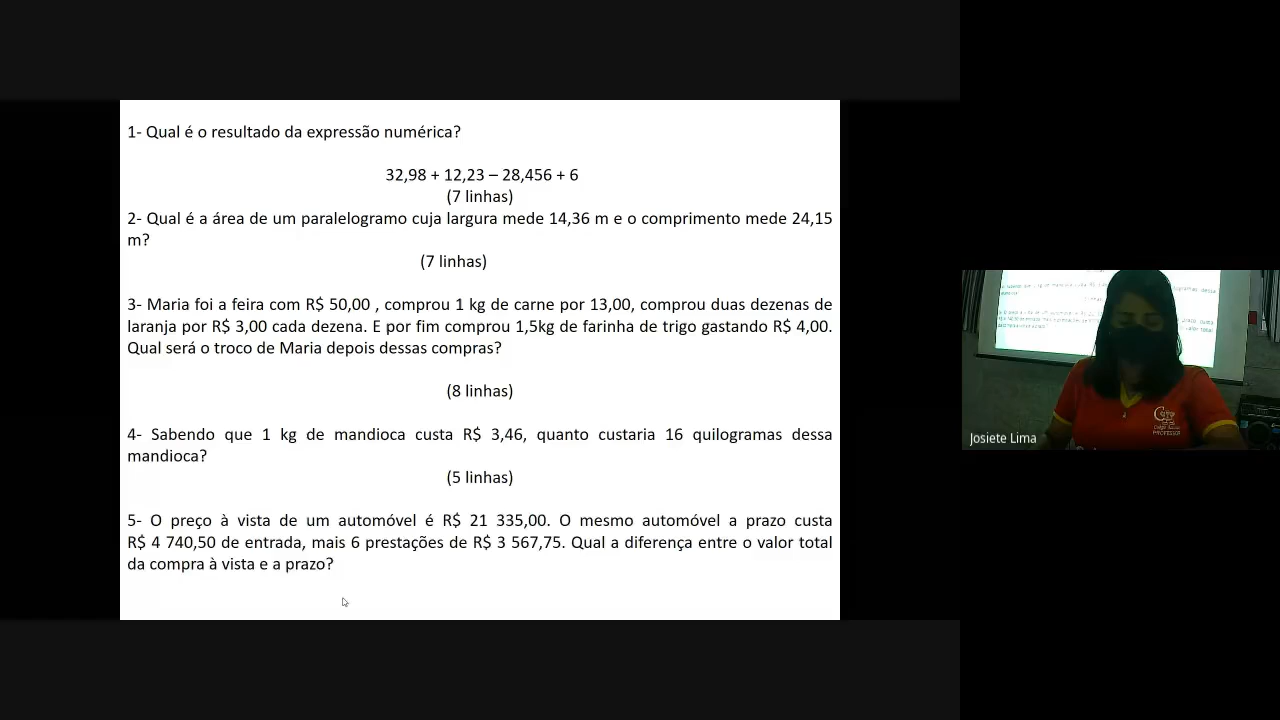 1- Qual é o resultado da expressão numérica?
32,98 + 12,23 – 28,456 + 6
(7 linhas)
2- Qual é a área de um paralelogramo cuja largura mede 14,36 m e o comprimento mede 24,15
m?
(7 linhas)
3- Maria foi a feira com R$ 50,00 , comprou 1 kg de carne por 13,00, comprou duas dezenas de
laranja por R$ 3,00 cada dezena. E por fim comprou 1,5kg de farinha de trigo gastando R$ 4,00.
Qual será o troco de Maria depois dessas compras?
(8 linhas)
4- Sabendo que 1 kg de mandioca custa R$ 3,46, quanto custaria 16 quilogramas dessa
mandioca?
(5 linhas)
5- O preço à vista de um automóvel é R$ 21 335,00. O mesmo automóvel a prazo custa
R$ 4 740,50 de entrada, mais 6 prestações de R$ 3 567,75. Qual a diferença entre o valor total
da compra à vista e a prazo?
Josiete Lima
PROFESSOR